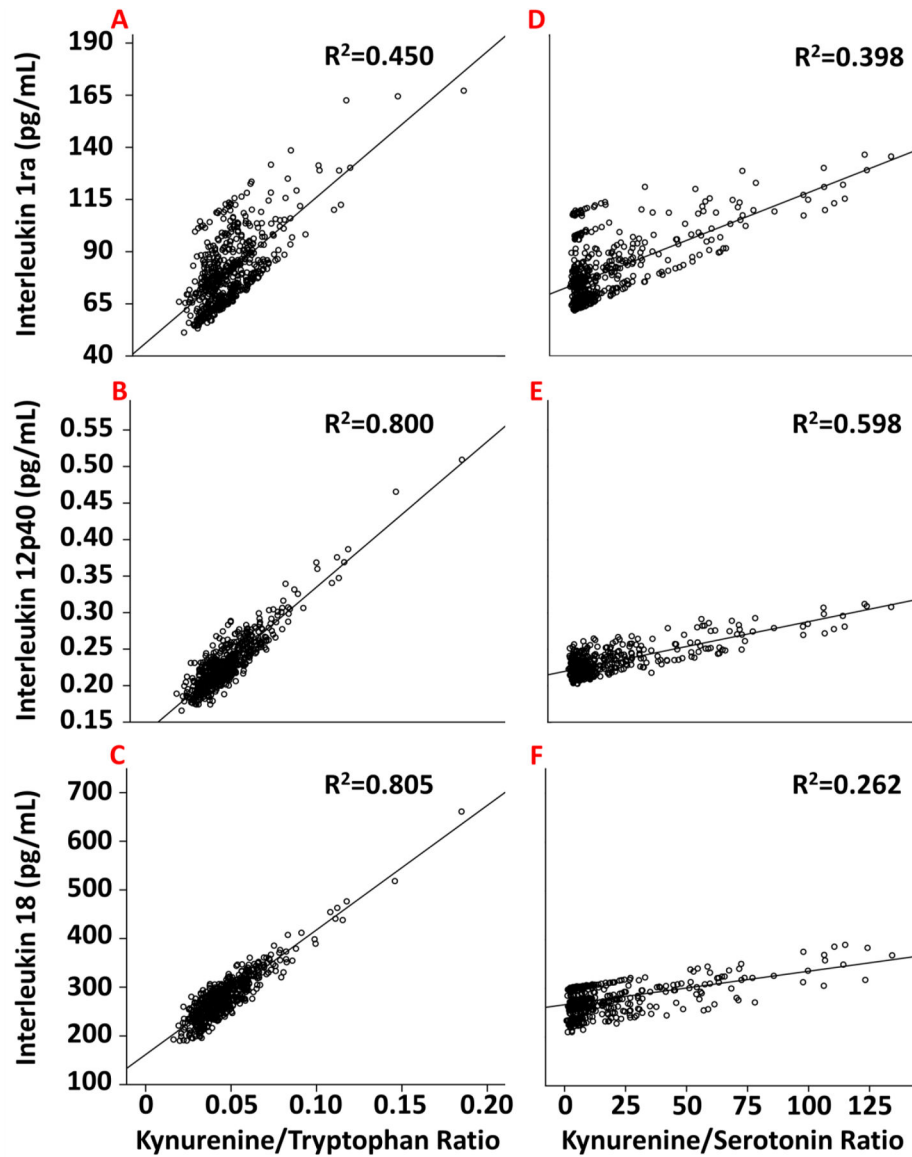 A
D
Interleukin 1ra (pg/mL)
190
165
140
115
90
65
40
R²=0.450
R²=0.398
B
E
Interleukin 12p40 (pg/mL)
0.55
0.50
0.45
0.40
0.35
0.30
0.25
0.20
0.15
R²=0.800
R²=0.598
C
F
Interleukin 18 (pg/mL)
700
600
500
400
300
200
100
R²=0.805
R²=0.262
0 0.05 0.10 0.15 0.20
0 25 50 75 100 125
Kynurenine/Tryptophan Ratio
Kynurenine/Serotonin Ratio